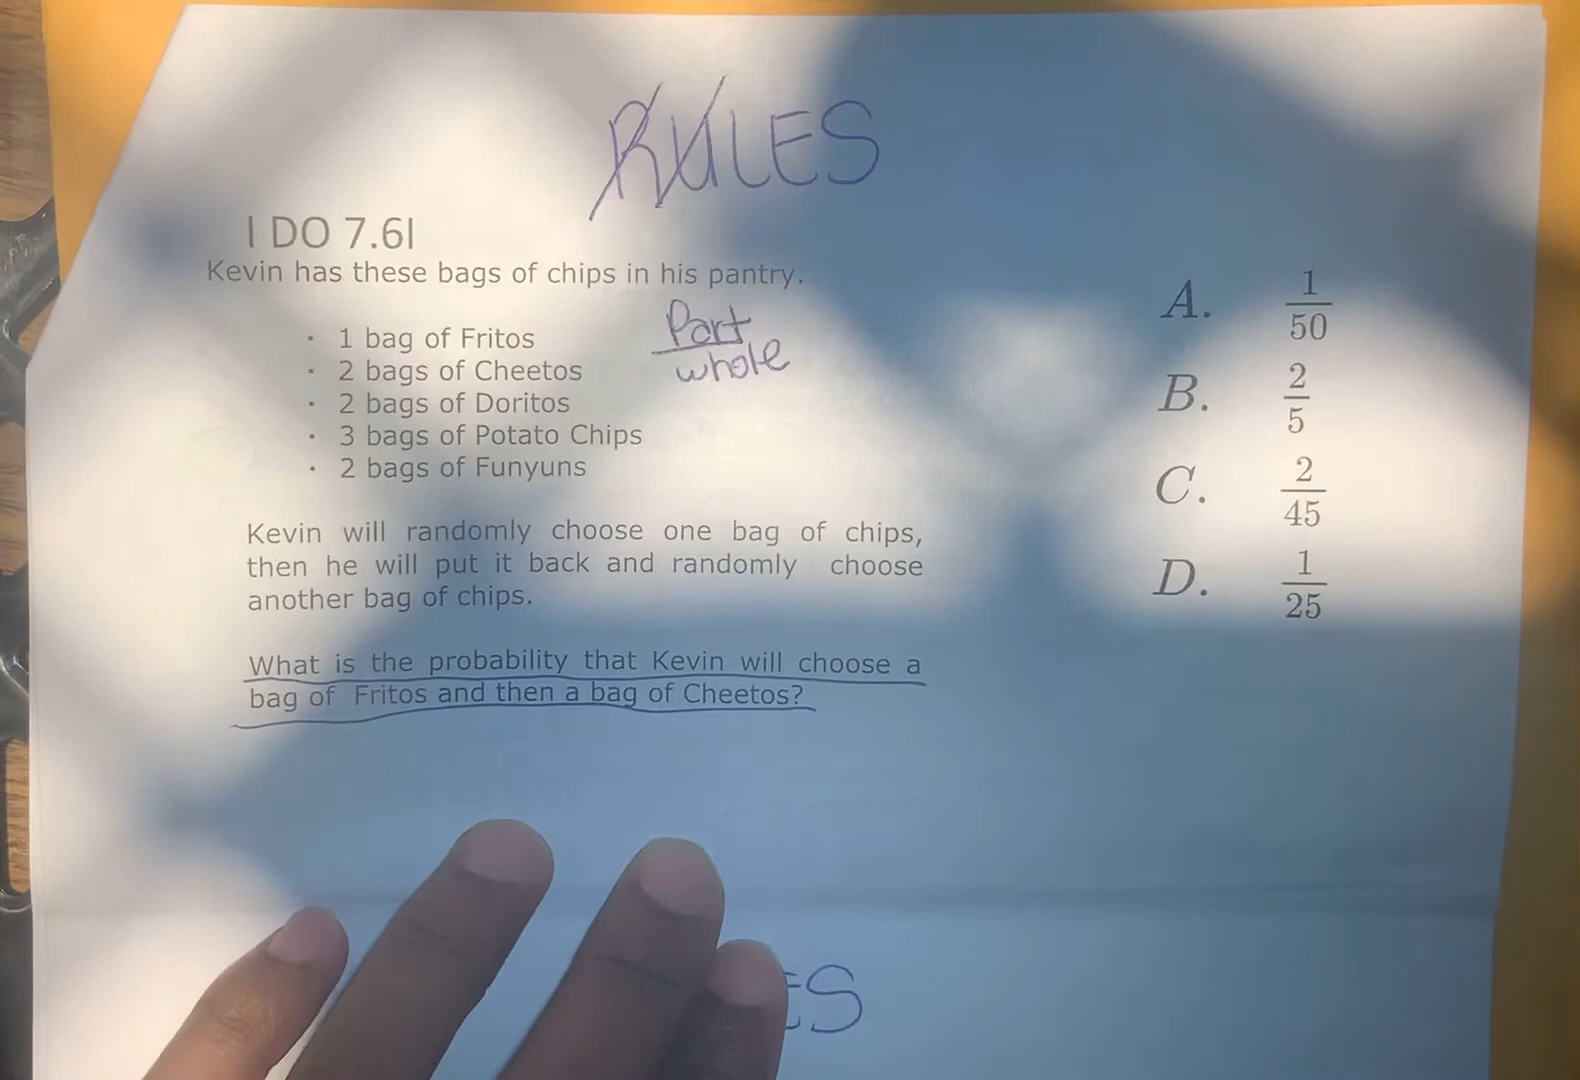 RULES
I DO 7.6I
Kevin has these bags of chips in his pantry.
· 1 bag of Fritos
· 2 bags of Cheetos
· 2 bags of Doritos
· 3 bags of Potato Chips
· 2 bags of Funyuns
Part
whole
Kevin will randomly choose one bag of chips,
then he will put it back and randomly choose
another bag of chips.
What is the probability that Kevin will choose a
bag of Fritos and then a bag of Cheetos?
A. 1/50
B. 2/5
C. 2/45
D. 1/25
ES